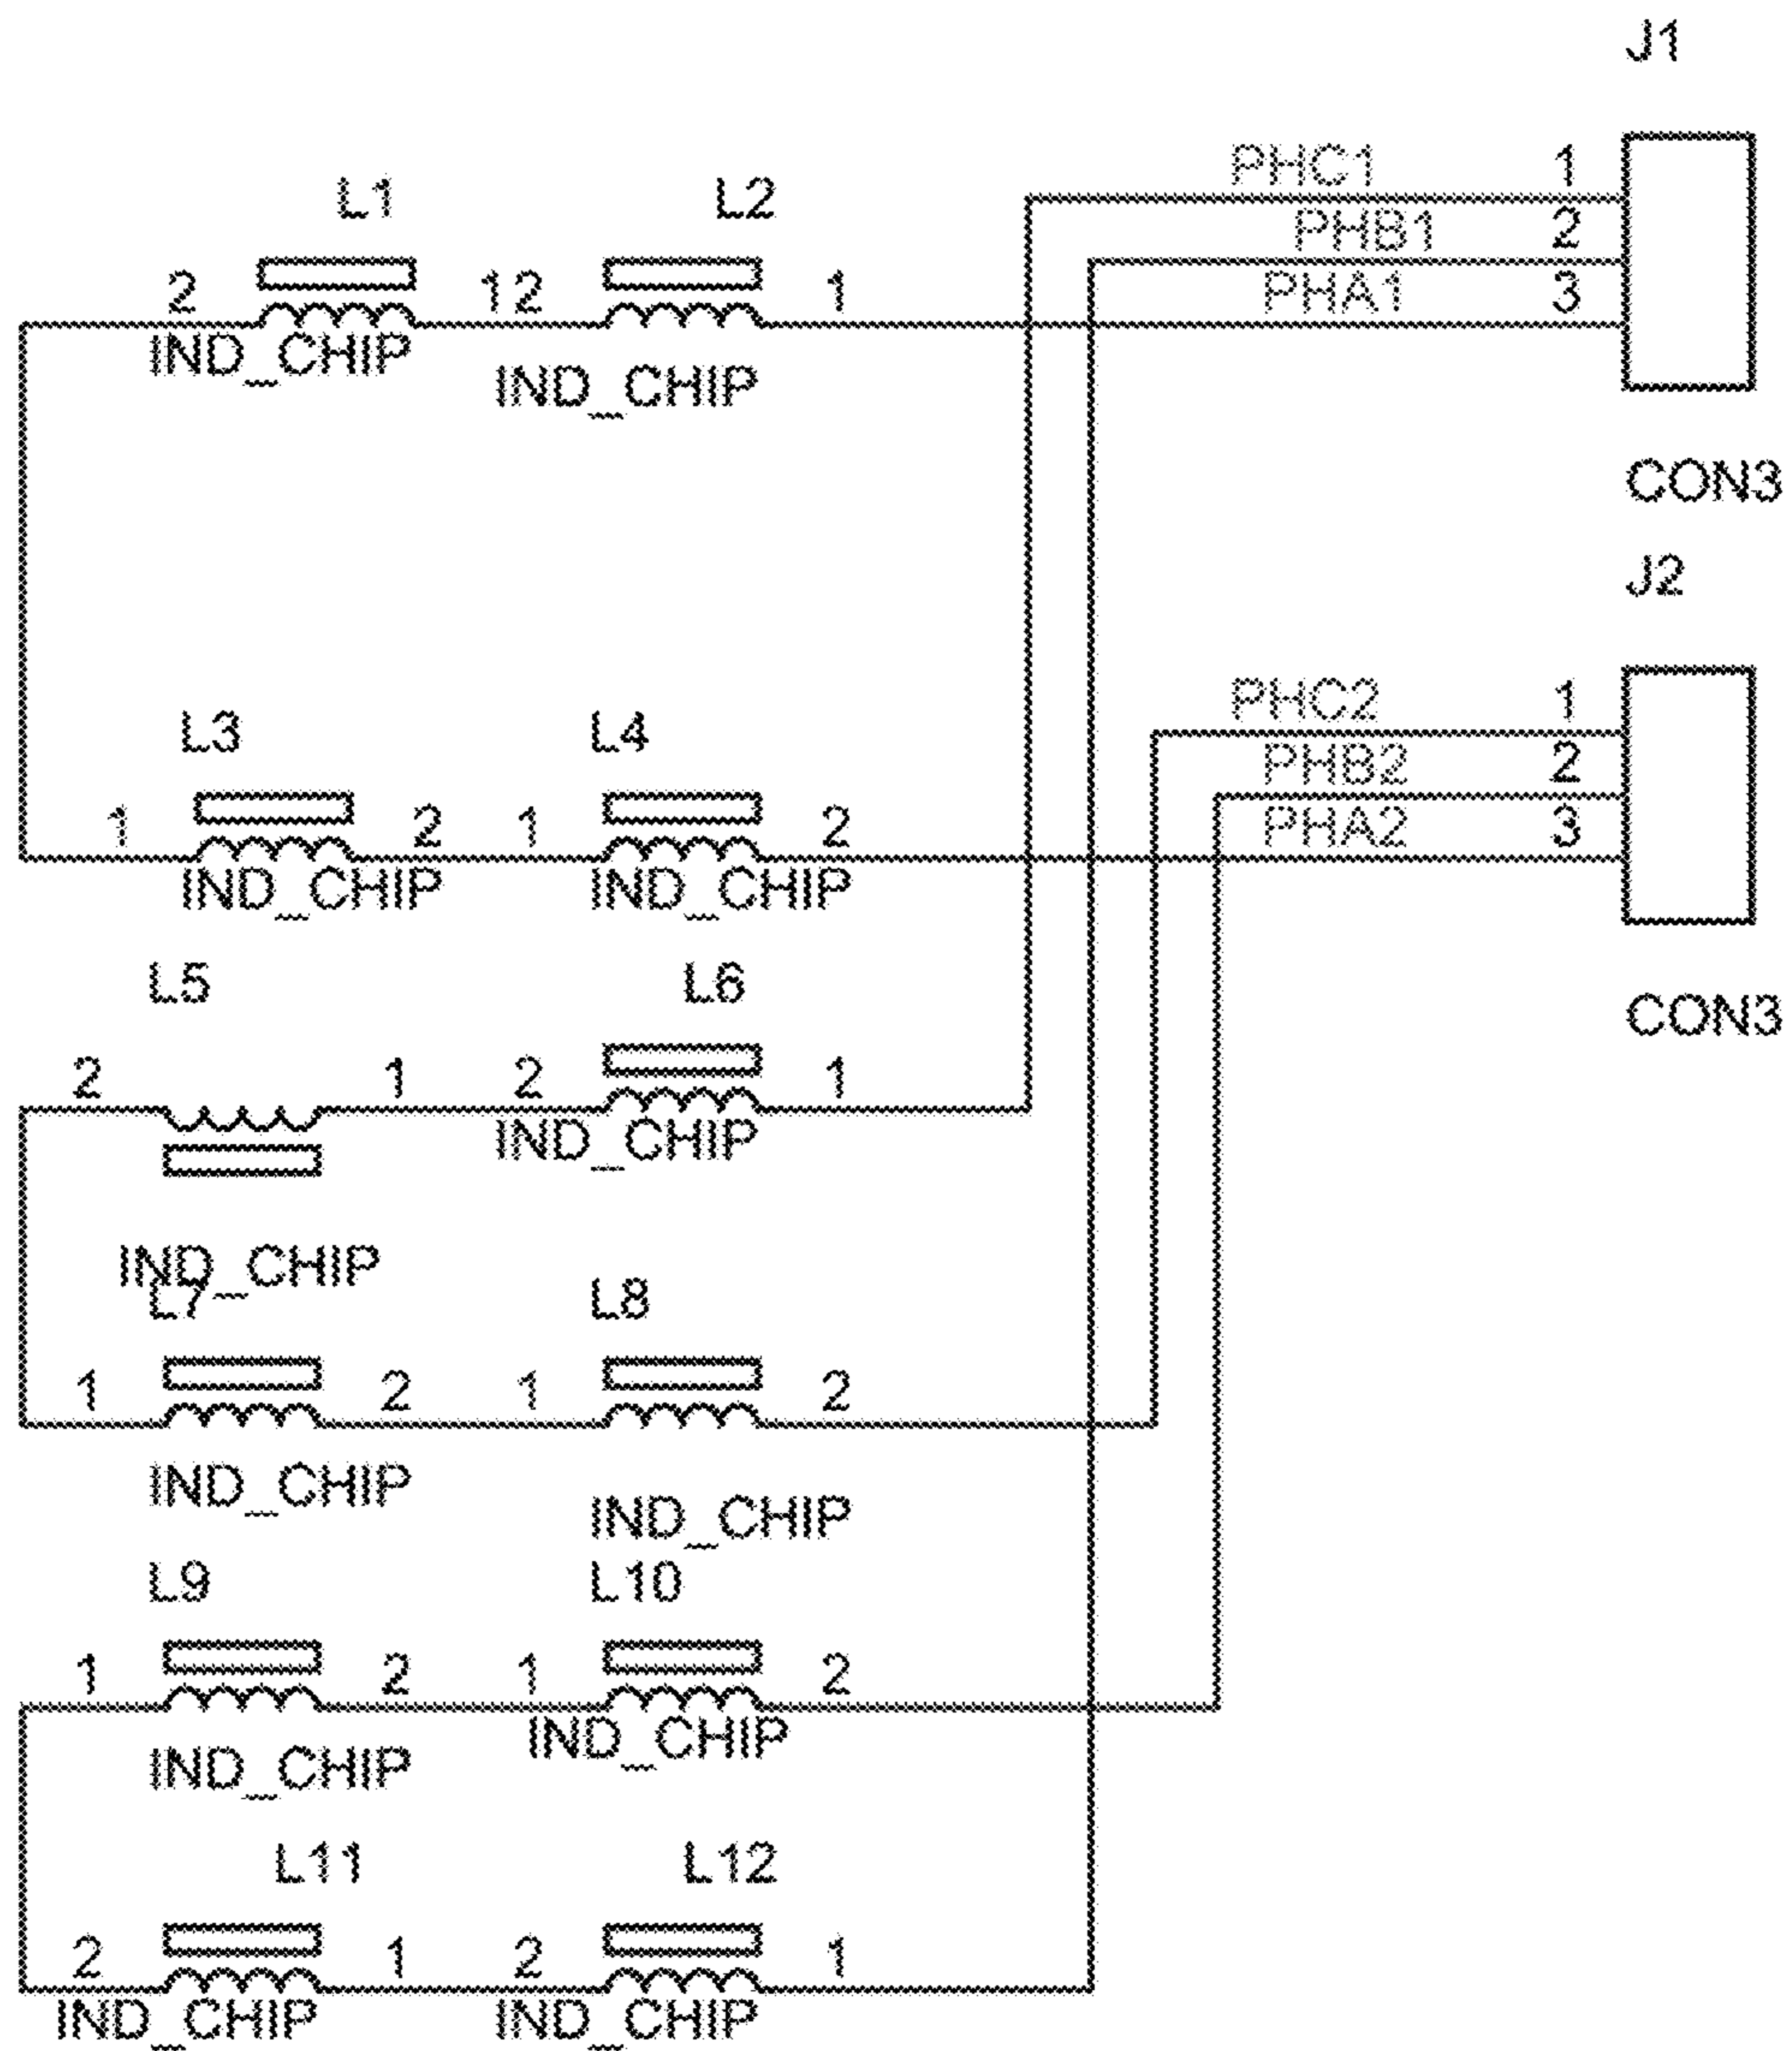 J1
PHC1 1
L1 L2
PHB1 2
2 12 1 PHA1 3
IND_CHIP IND_CHIP
CON3
J2
PHC2 1
L3 L4
PHB2 2
1 2 1 2 PHA2 3
IND_CHIP IND_CHIP
L5 L6
CON3
2 1 2 1
IND_CHIP
IND_CHIP
L7 L8
1 2 1 2
IND_CHIP IND_CHIP
L9 L10
1 2 1 2
IND_CHIP IND_CHIP
L11 L12
2 1 2 1
IND_CHIP IND_CHIP